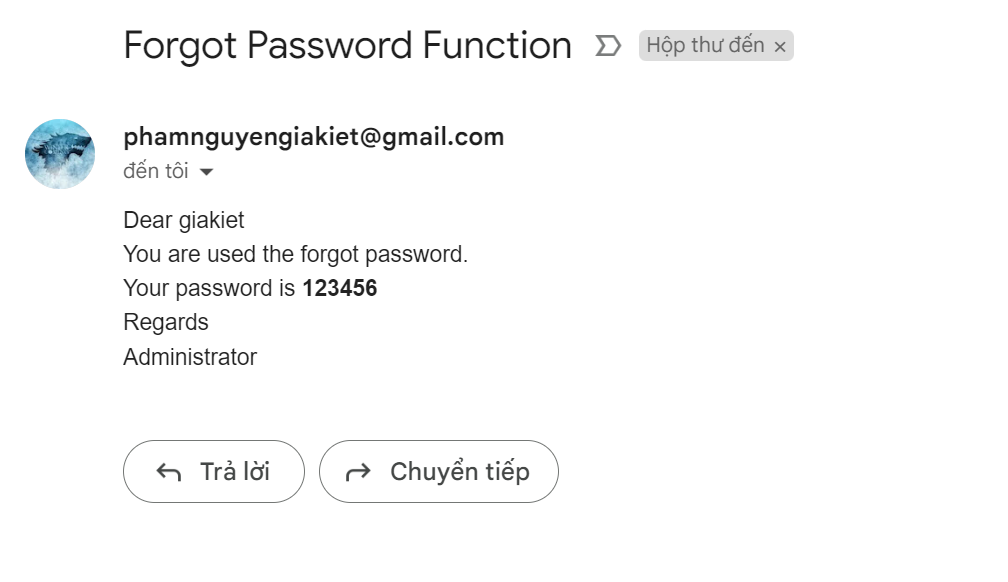 Forgot Password Function Hộp thư đến ×
phamnguyengiakiet@gmail.com
đến tôi
Dear giakiet
You are used the forgot password.
Your password is 123456
Regards
Administrator
Trả lời Chuyển tiếp